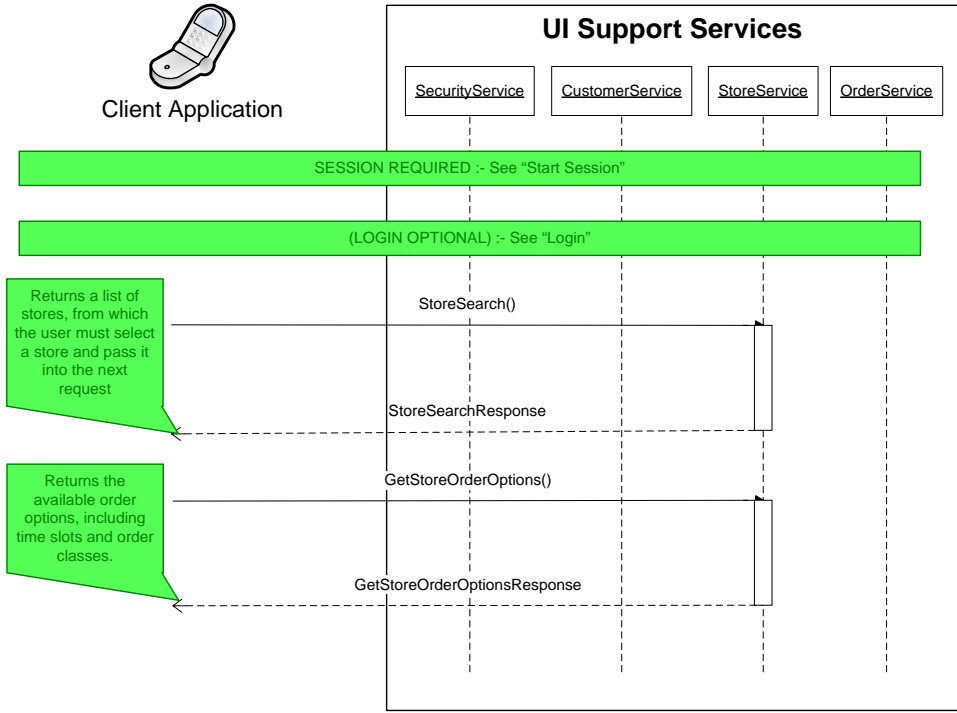 UI Support Services
Client Application
SecurityService
CustomerService
StoreService
OrderService
SESSION REQUIRED :- See “Start Session”
(LOGIN OPTIONAL) :- See “Login”
Returns a list of
stores, from which
the user must select
a store and pass it
into the next
request
StoreSearch()
StoreSearchResponse
Returns the
available order
options, including
time slots and order
classes.
GetStoreOrderOptions()
GetStoreOrderOptionsResponse